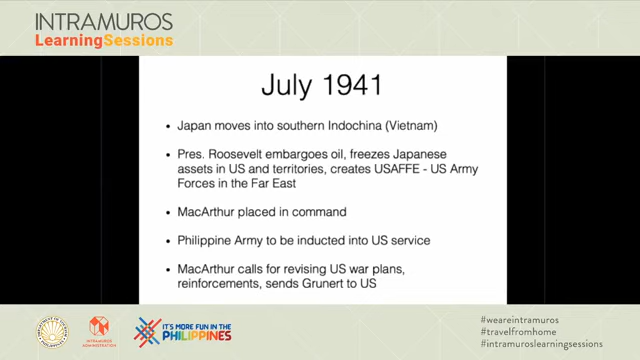 INTRAMUROS
LearningSessions
July 1941
• Japan moves into southern Indochina (Vietnam)
• Pres. Roosevelt embargoes oil, freezes Japanese
assets in US and territories, creates USAFFE - US Army
Forces in the Far East
• MacArthur placed in command
• Philippine Army to be inducted into US service
• MacArthur calls for revising US war plans,
reinforcements, sends Grunert to US
INTRAMUROS
ADMINISTRATION
IT'S MORE FUN IN THE
PHILIPPINES
#weareintramuros
#travelfromhome
#intramuroslearningsessions